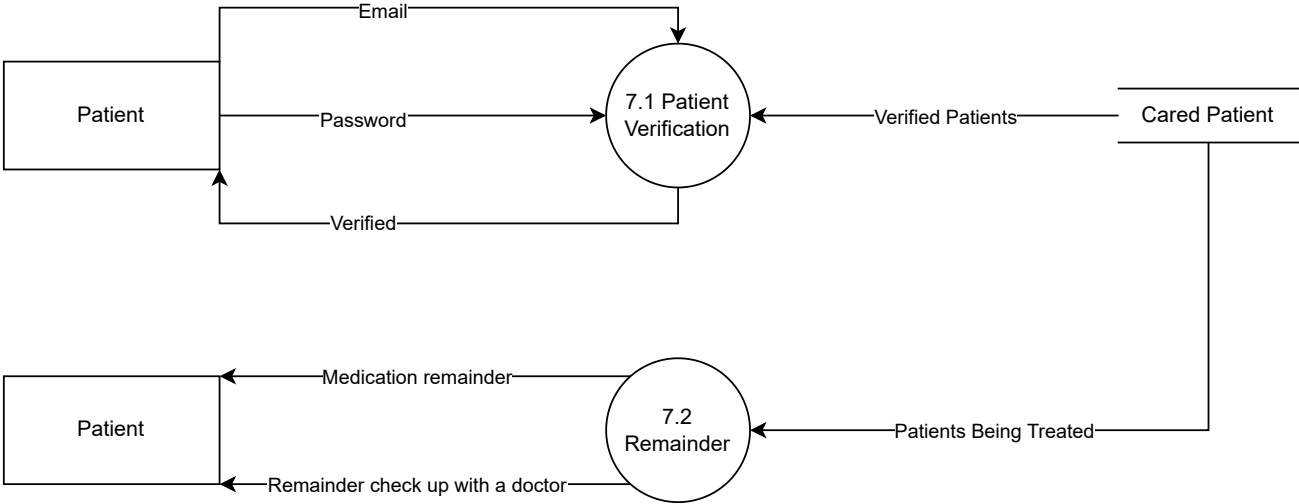 Email
Patient
Password
7.1 Patient
Verification
Verified Patients
Cared Patient
Verified
Medication remainder
Patient
7.2
Remainder
Patients Being Treated
Remainder check up with a doctor